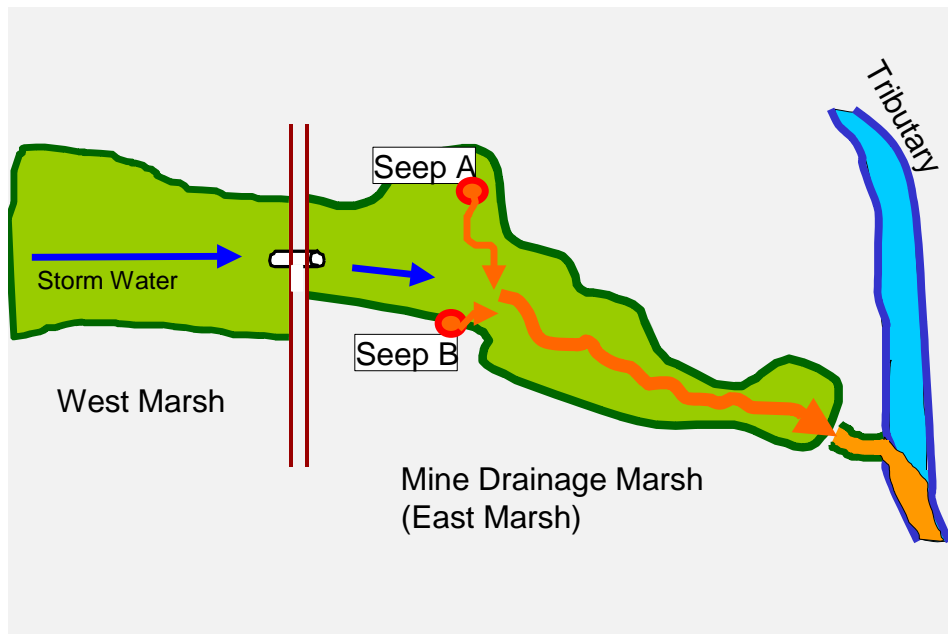 Tributary
Seep A
Storm Water
Seep B
West Marsh
Mine Drainage Marsh
(East Marsh)